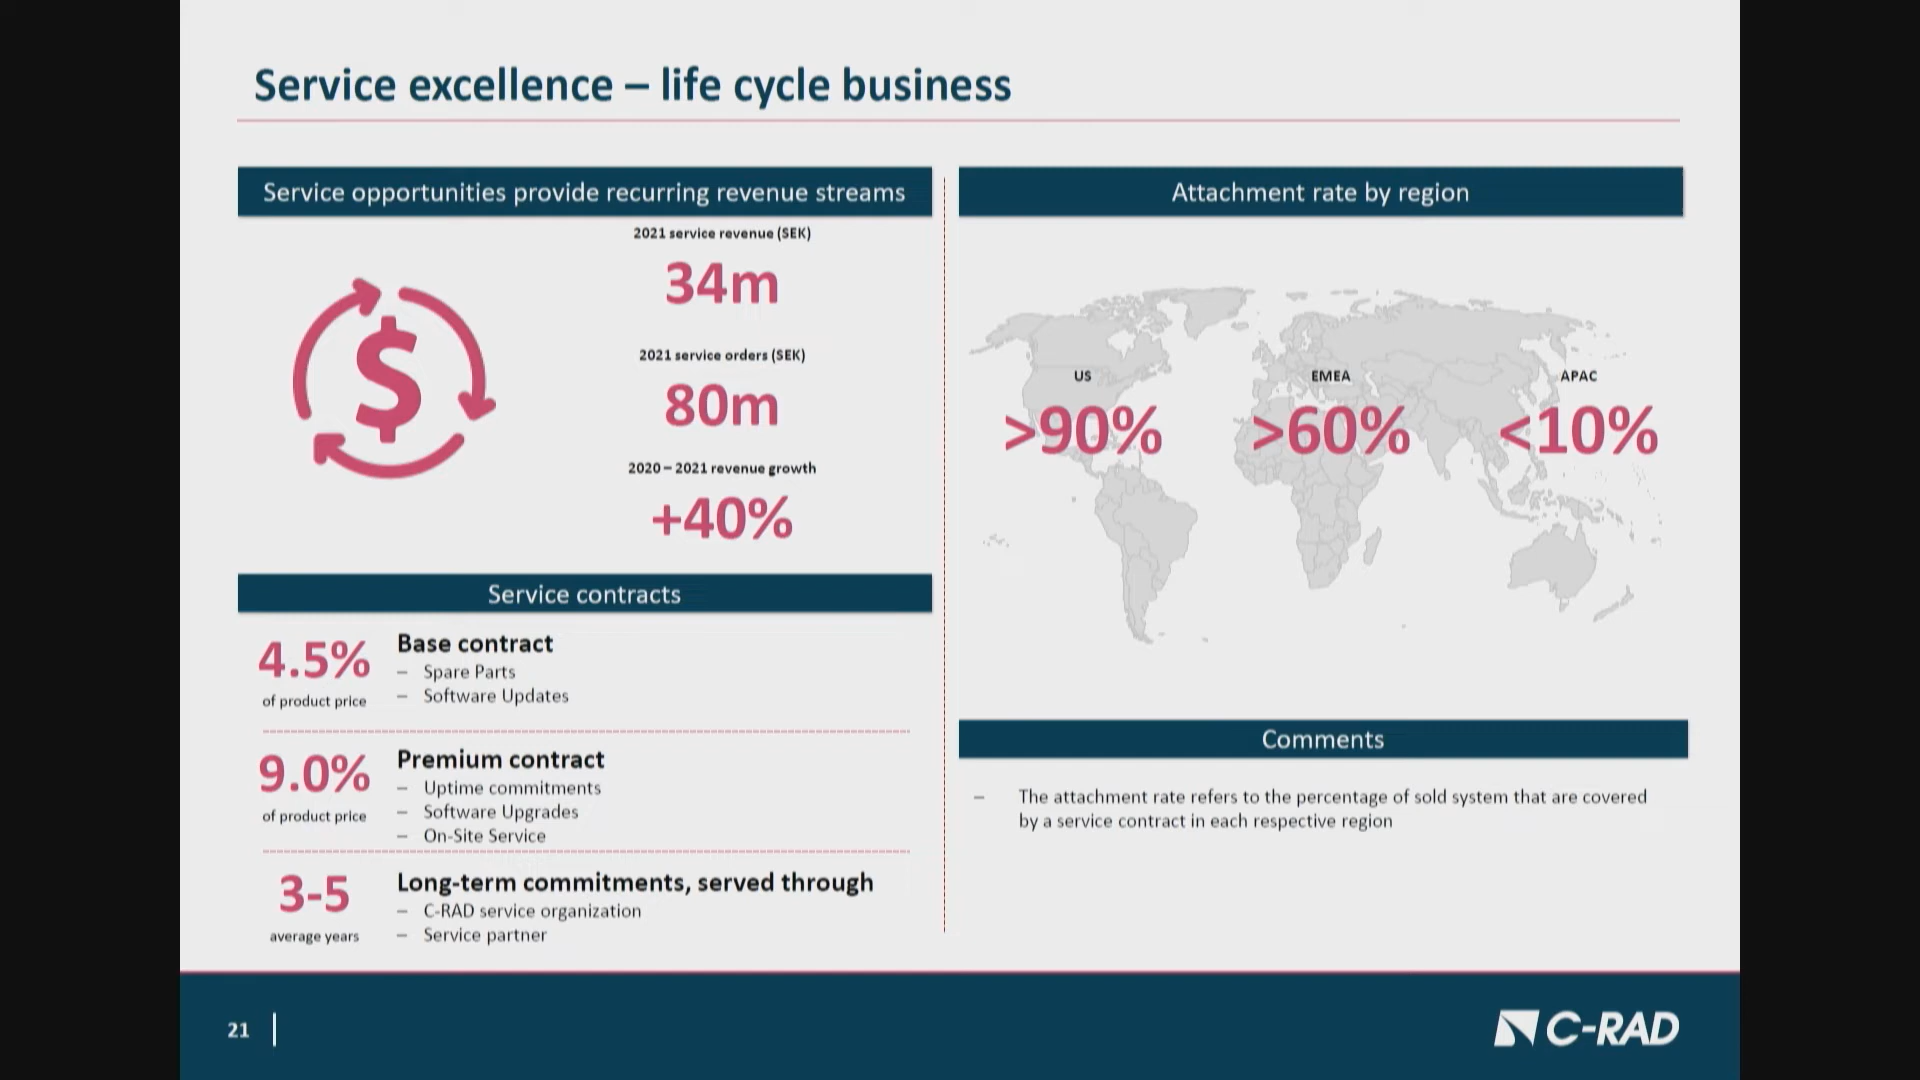 Service excellence – life cycle business
Service opportunities provide recurring revenue streams
2021 service revenue (SEK)
34m
2021 service orders (SEK)
80m
2020 – 2021 revenue growth
+40%
$
Service contracts
4.5%
of product price
Base contract
– Spare Parts
– Software Updates
9.0%
of product price
Premium contract
– Uptime commitments
– Software Upgrades
– On-Site Service
3-5
average years
Long-term commitments, served through
– C-RAD service organization
– Service partner
Attachment rate by region
US
>90%
EMEA
>60%
APAC
<10%
Comments
– The attachment rate refers to the percentage of sold system that are covered
by a service contract in each respective region
21
C-RAD